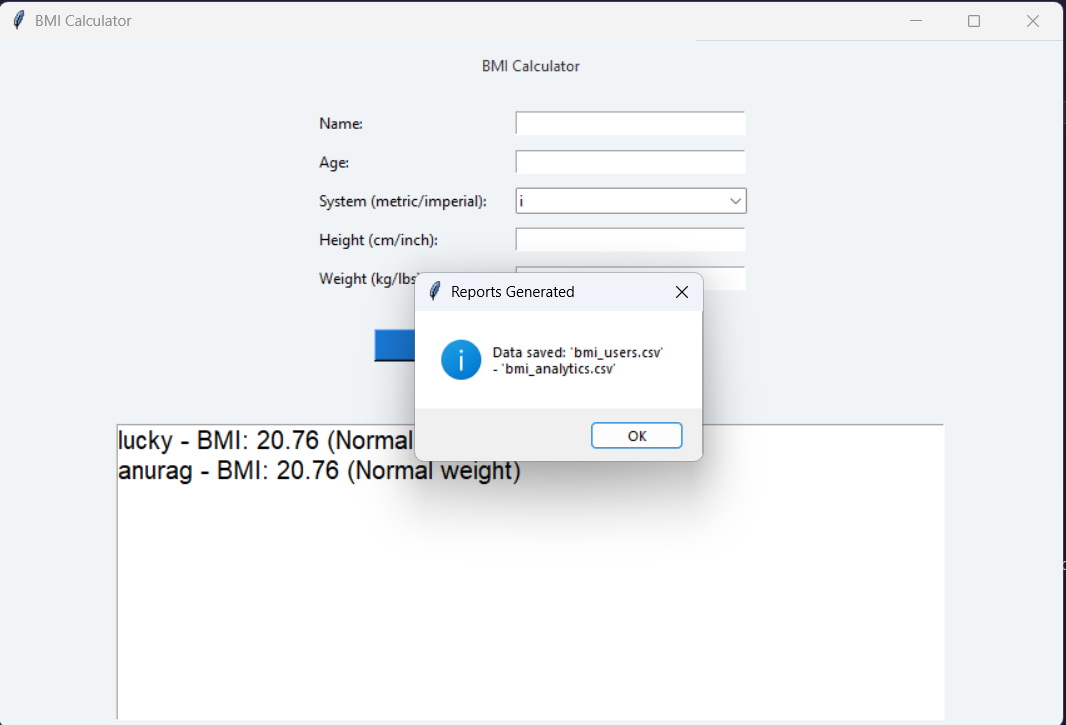 BMI Calculator
BMI Calculator
Name:
Age:
System (metric/imperial):
i
Height (cm/inch):
Weight (kg/lbs
Reports Generated
Data saved: 'bmi_users.csv'
- 'bmi_analytics.csv'
OK
lucky - BMI: 20.76 (Normal
anurag - BMI: 20.76 (Normal weight)